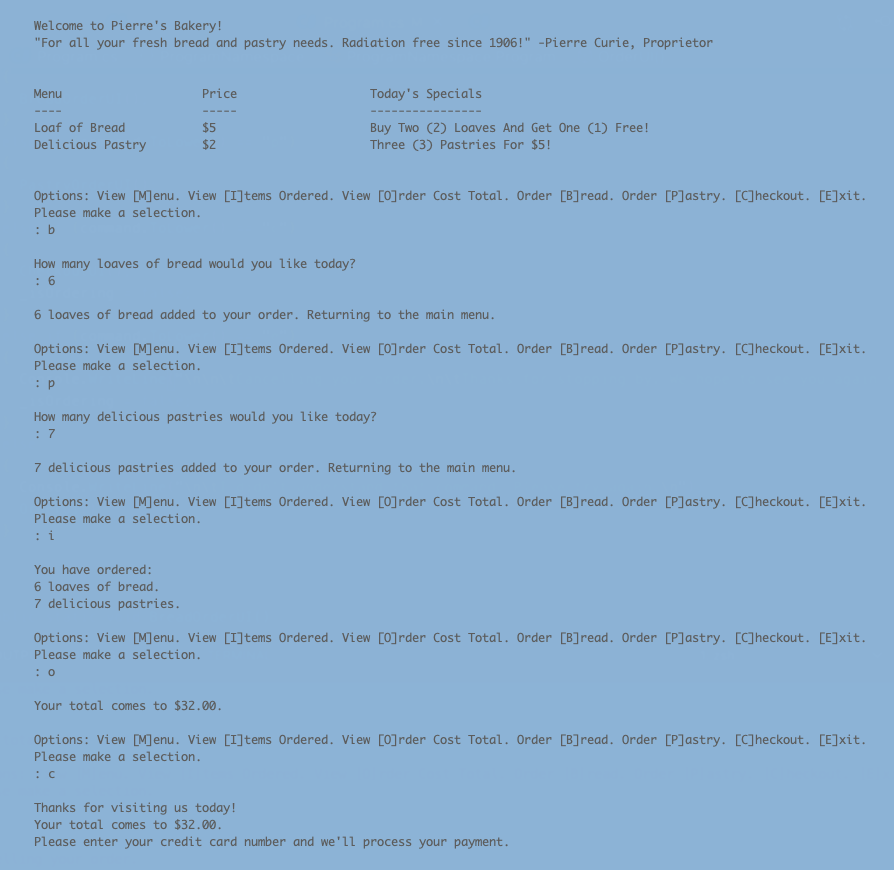 Welcome to Pierre's Bakery!
"For all your fresh bread and pastry needs. Radiation free since 1906!" -Pierre Curie, Proprietor
Menu Price Today's Specials
---- ----- ----------------
Loaf of Bread $5 Buy Two (2) Loaves And Get One (1) Free!
Delicious Pastry $2 Three (3) Pastries For $5!
Options: View [M]enu. View [I]tems Ordered. View [O]rder Cost Total. Order [B]read. Order [P]astry. [C]heckout. [E]xit.
Please make a selection.
: b
How many loaves of bread would you like today?
: 6
6 loaves of bread added to your order. Returning to the main menu.
Options: View [M]enu. View [I]tems Ordered. View [O]rder Cost Total. Order [B]read. Order [P]astry. [C]heckout. [E]xit.
Please make a selection.
: p
How many delicious pastries would you like today?
: 7
7 delicious pastries added to your order. Returning to the main menu.
Options: View [M]enu. View [I]tems Ordered. View [O]rder Cost Total. Order [B]read. Order [P]astry. [C]heckout. [E]xit.
Please make a selection.
: i
You have ordered:
6 loaves of bread.
7 delicious pastries.
Options: View [M]enu. View [I]tems Ordered. View [O]rder Cost Total. Order [B]read. Order [P]astry. [C]heckout. [E]xit.
Please make a selection.
: o
Your total comes to $32.00.
Options: View [M]enu. View [I]tems Ordered. View [O]rder Cost Total. Order [B]read. Order [P]astry. [C]heckout. [E]xit.
Please make a selection.
: c
Thanks for visiting us today!
Your total comes to $32.00.
Please enter your credit card number and we'll process your payment.